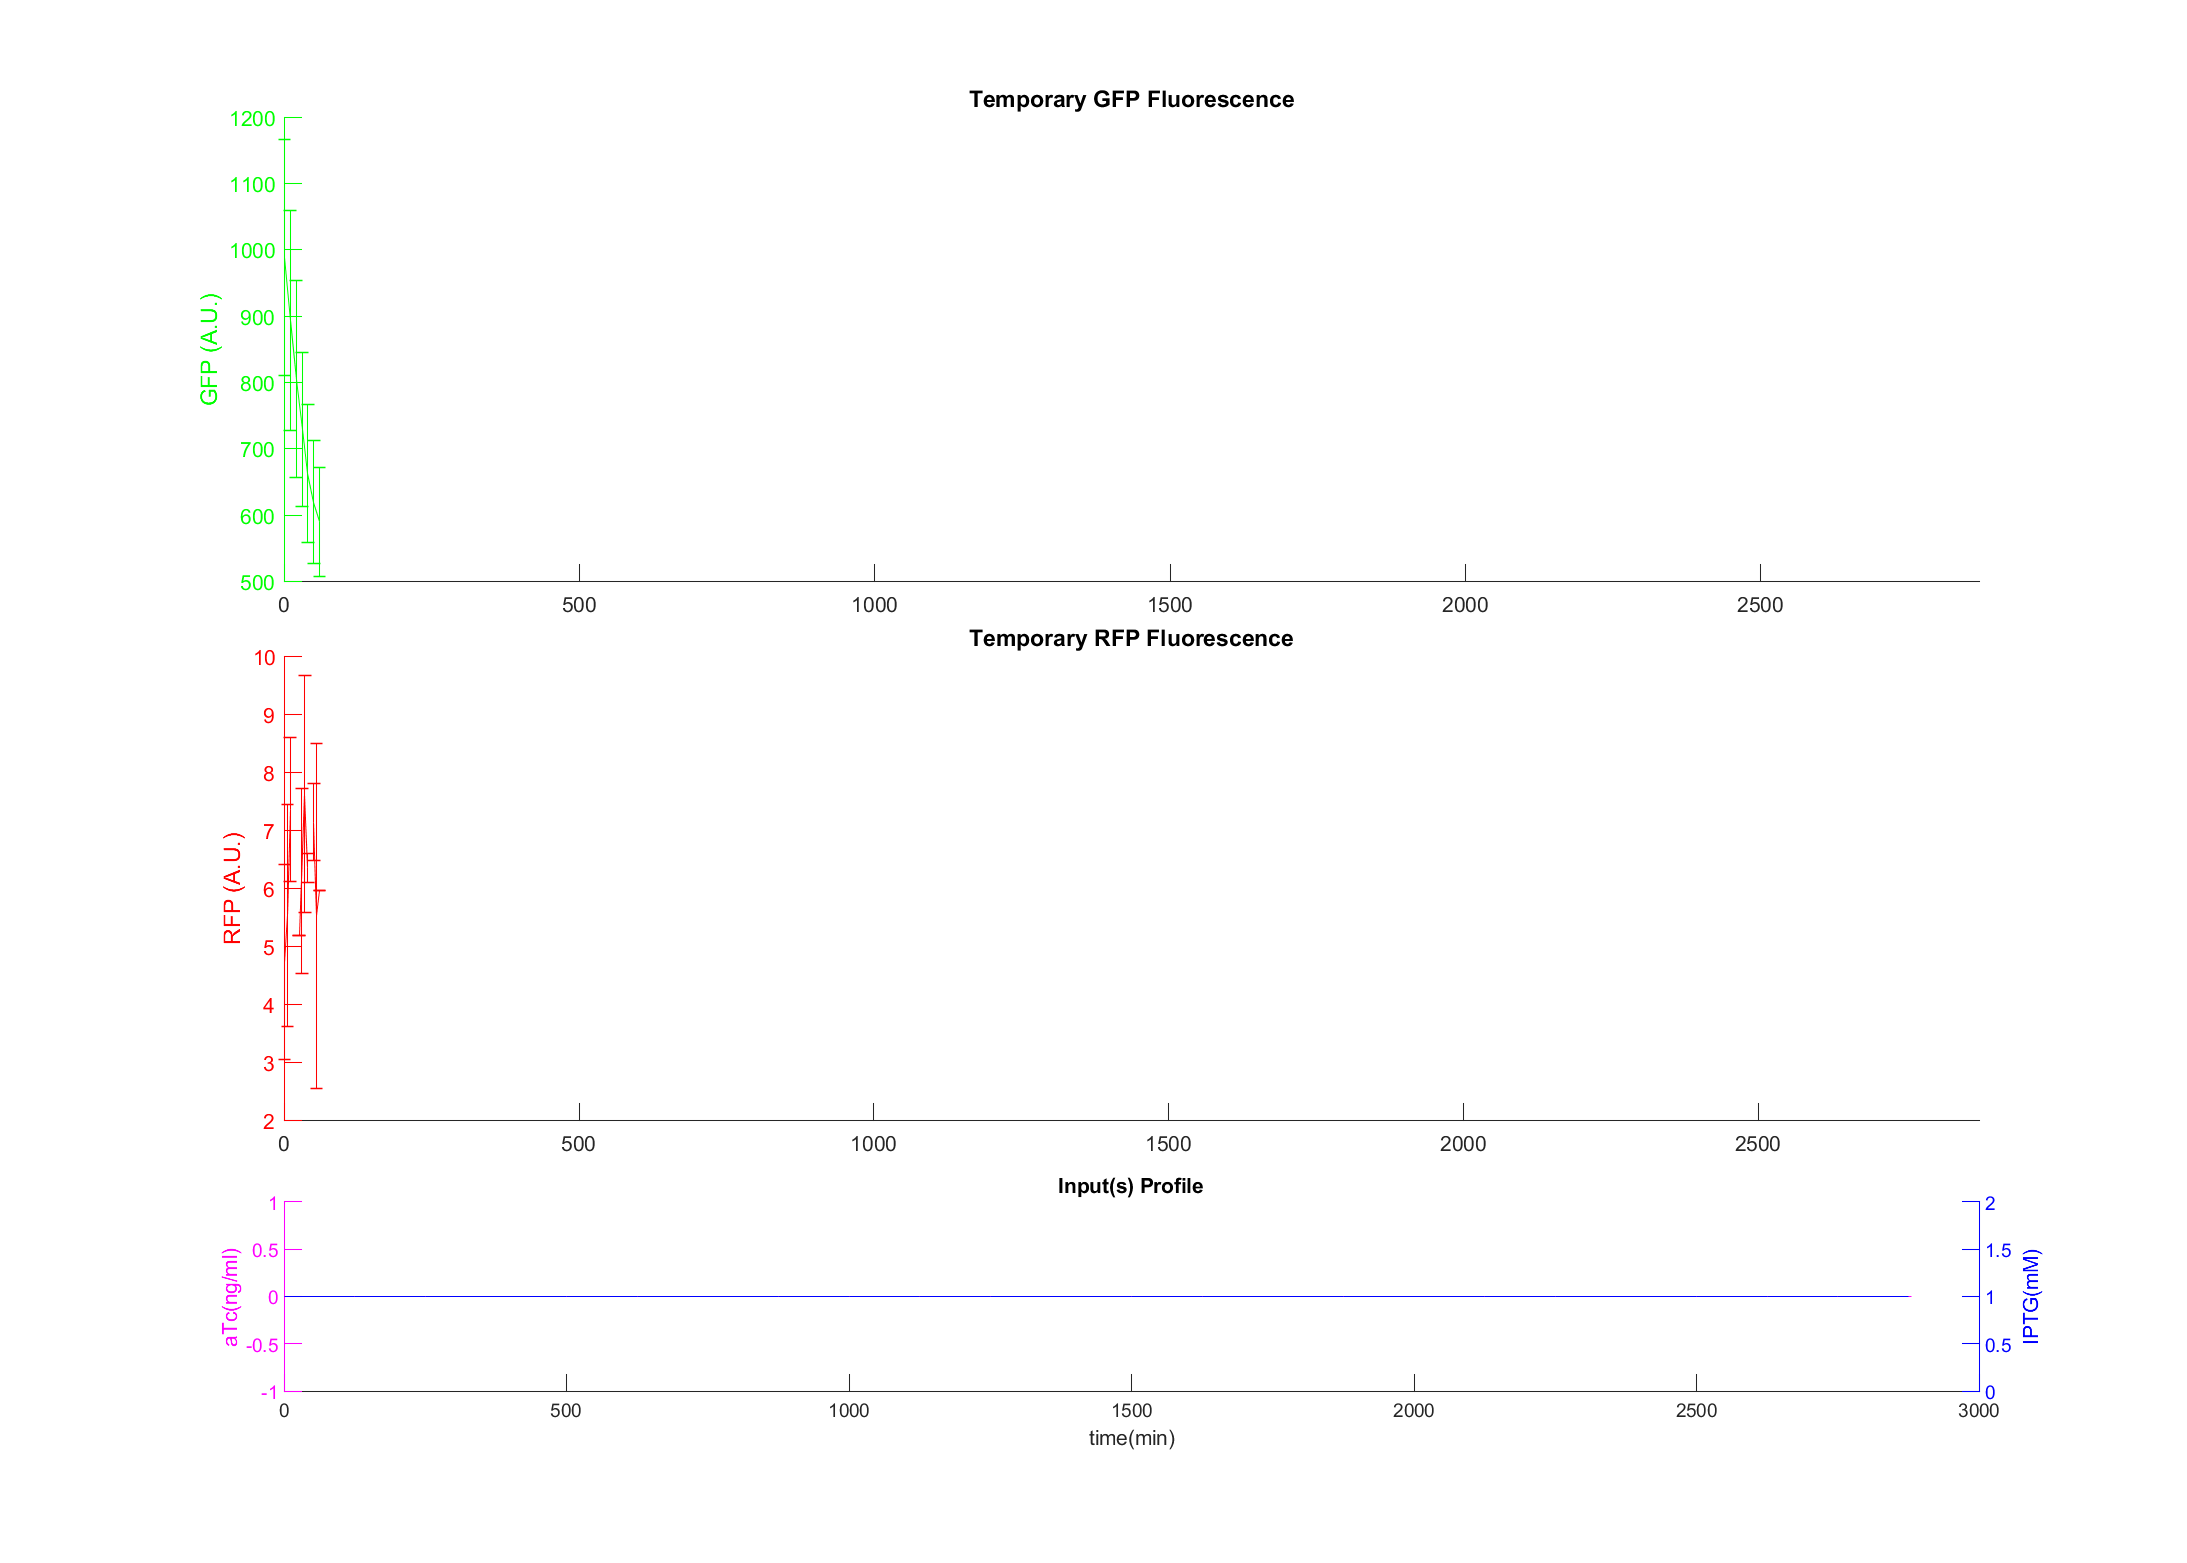 Temporary GFP Fluorescence
1200
1100
1000
900
800
700
600
500
GFP (A.U.)
0 500 1000 1500 2000 2500
Temporary RFP Fluorescence
10
9
8
7
6
5
4
3
2
RFP (A.U.)
0 500 1000 1500 2000 2500
Input(s) Profile
1
0.5
0
-0.5
-1
aTc(ng/ml)
2
1.5
1
0.5
0
IPTG(mM)
0 500 1000 1500 2000 2500 3000
time(min)